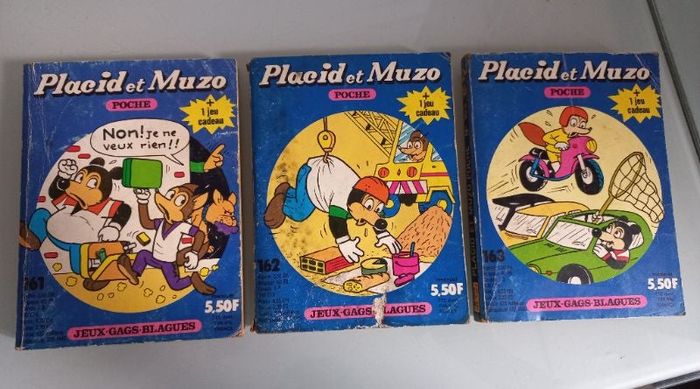 Placid et Muzo
POCHE
+
1 jeu
cadeau
Non! Je ne
veux rien!!
161
5,50F
JEUX-GAGS-BLAGUES
Placid et Muzo
POCHE
+
1 jeu
cadeau
162
5,50F
JEUX-GAGS-BLAGUES
Placid et Muzo
POCHE
+
1 jeu
cadeau
163
5,50F
JEUX-GAGS-BLAGUES